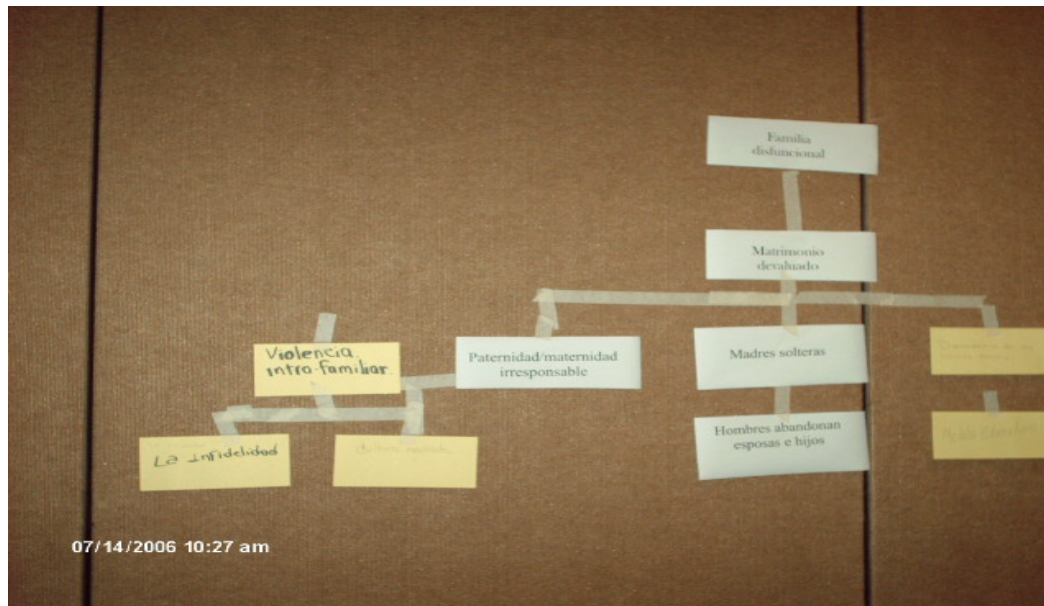 Familia
disfuncional
Matrimonio
devaluado
Violencia
intra-familiar
Paternidad/maternidad
irresponsable
Madres solteras
La infidelidad
Hombres abandonan
esposas e hijos
07/14/2006 10:27 am